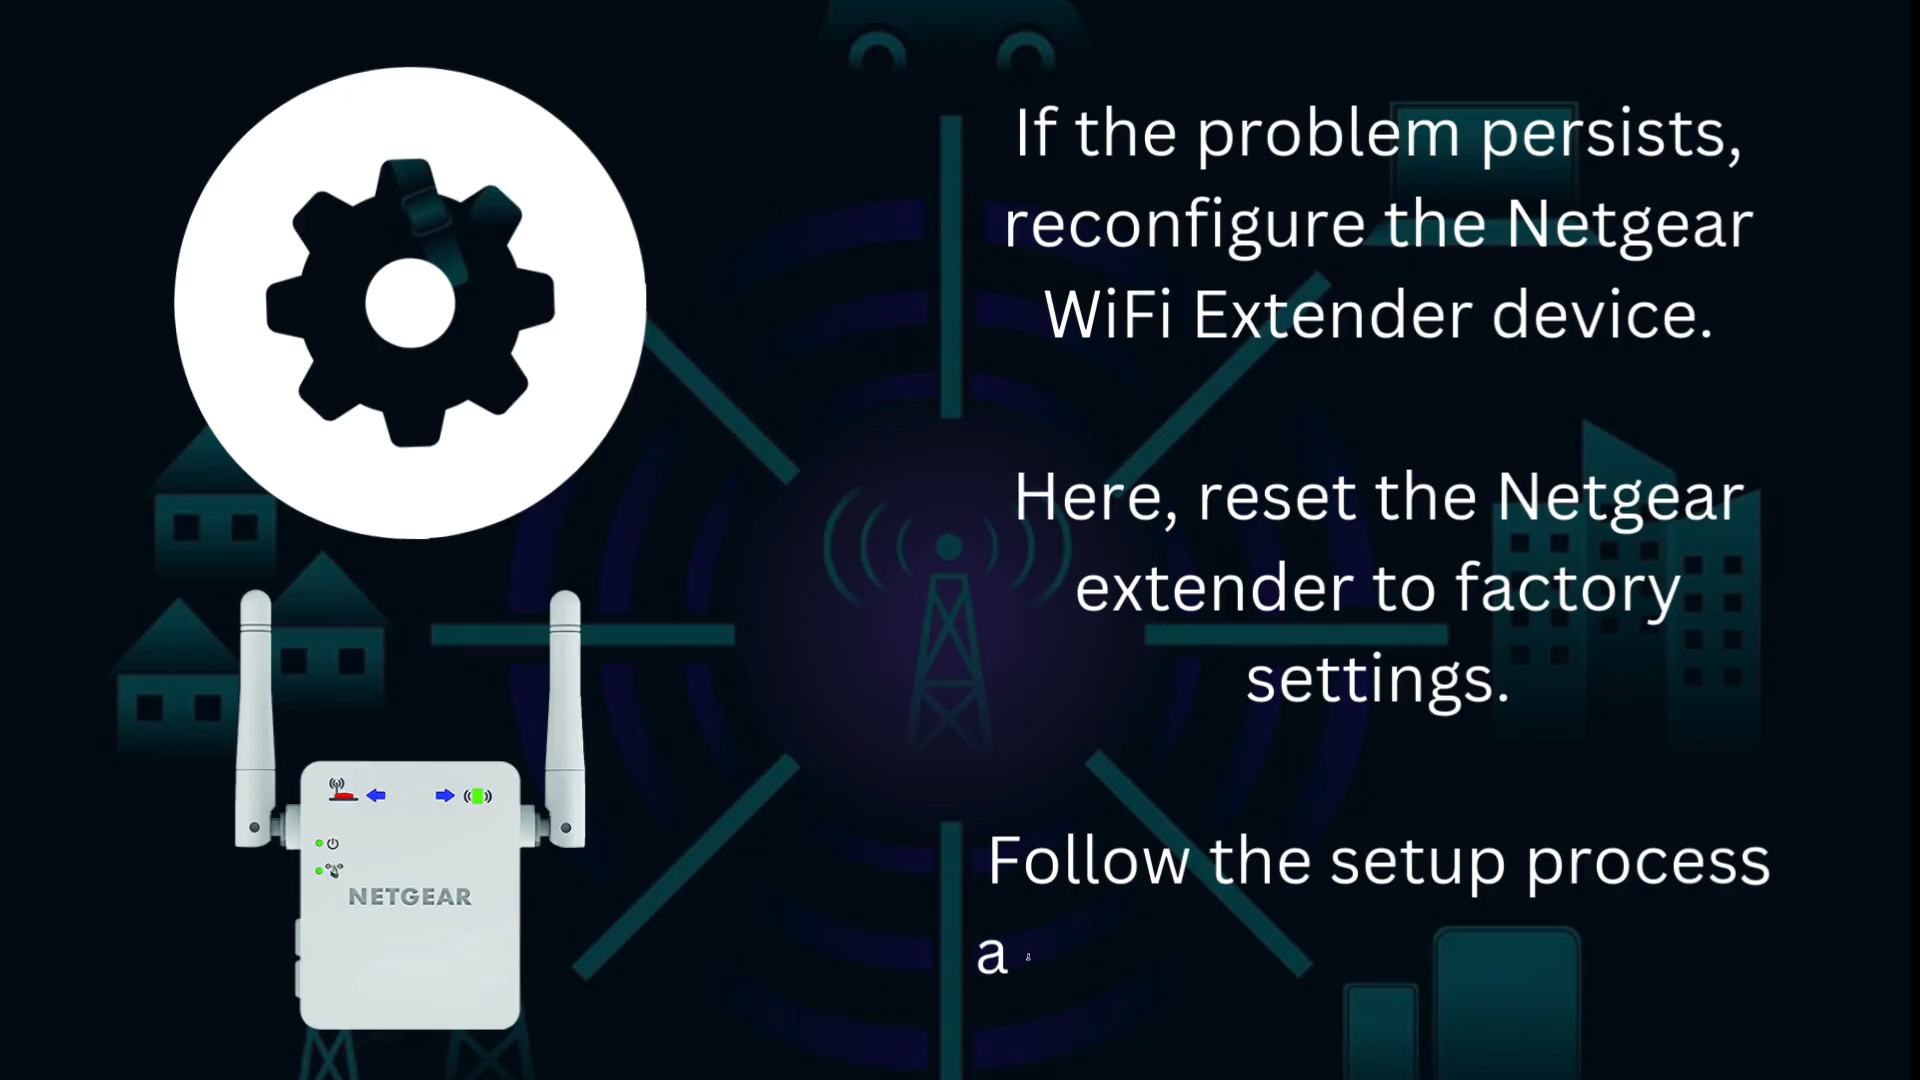 If the problem persists,
reconfigure the Netgear
WiFi Extender device.
Here, reset the Netgear
extender to factory
settings.
Follow the setup process
a
NETGEAR